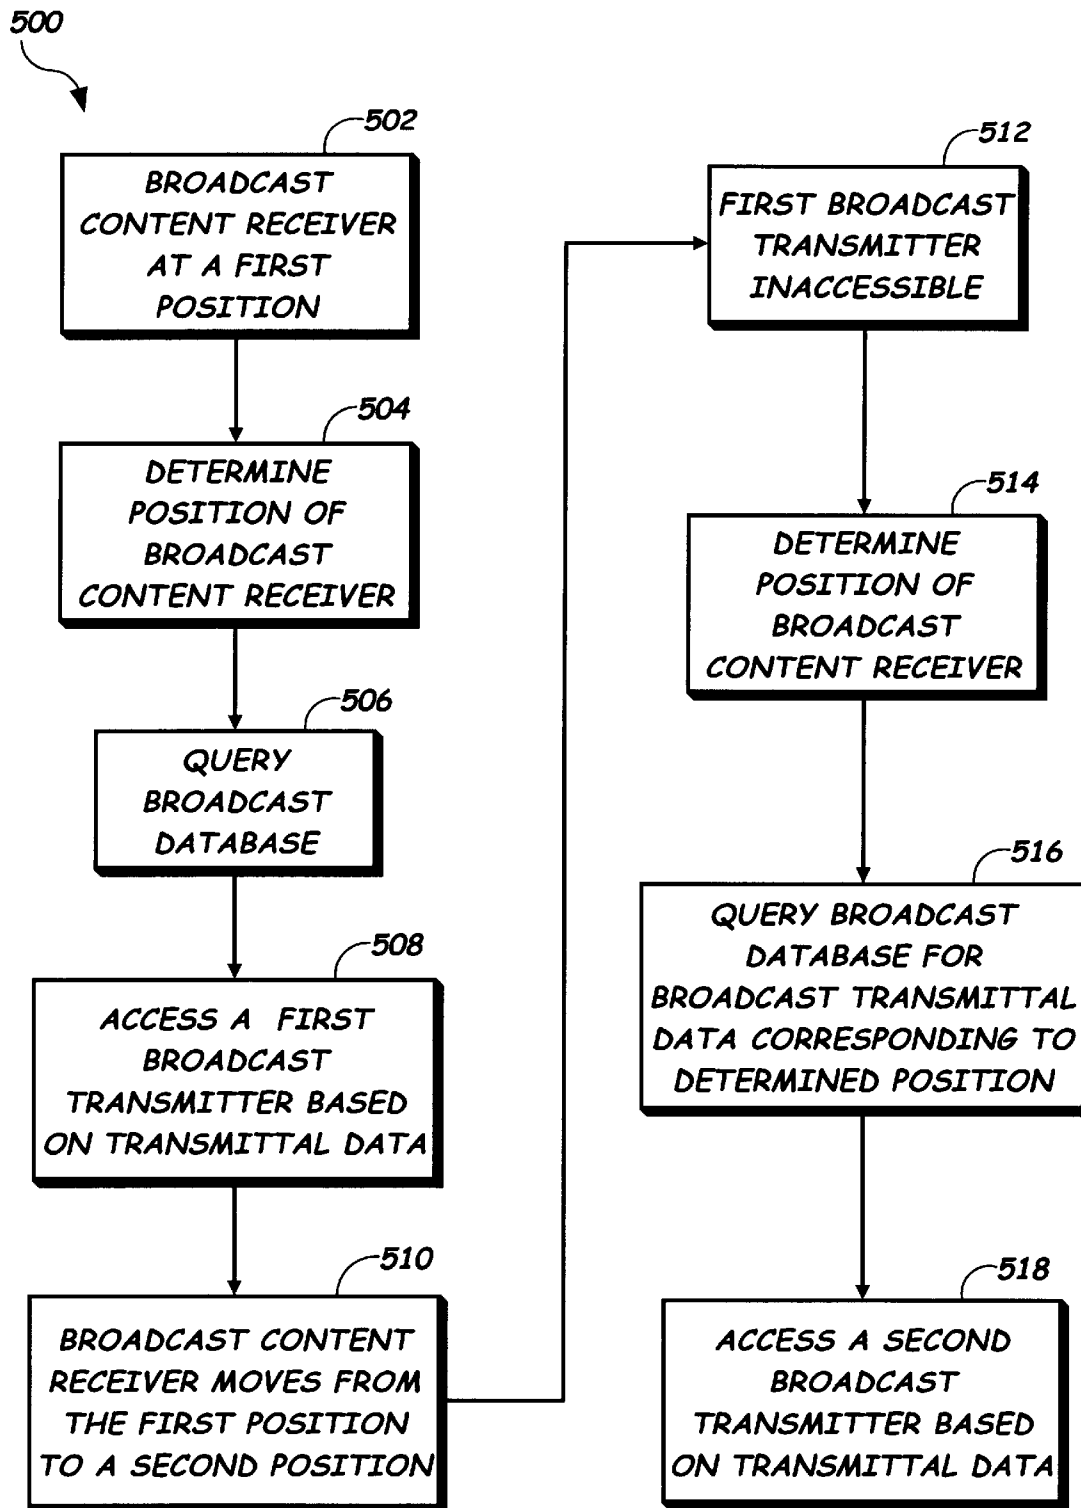 500
502
BROADCAST
CONTENT RECEIVER
AT A FIRST
POSITION
504
DETERMINE
POSITION OF
BROADCAST
CONTENT RECEIVER
506
QUERY
BROADCAST
DATABASE
508
ACCESS A FIRST
BROADCAST
TRANSMITTER BASED
ON TRANSMITTAL DATA
510
BROADCAST CONTENT
RECEIVER MOVES FROM
THE FIRST POSITION
TO A SECOND POSITION
512
FIRST BROADCAST
TRANSMITTER
INACCESSIBLE
514
DETERMINE
POSITION OF
BROADCAST
CONTENT RECEIVER
516
QUERY BROADCAST
DATABASE FOR
BROADCAST TRANSMITTAL
DATA CORRESPONDING TO
DETERMINED POSITION
518
ACCESS A SECOND
BROADCAST
TRANSMITTER BASED
ON TRANSMITTAL DATA